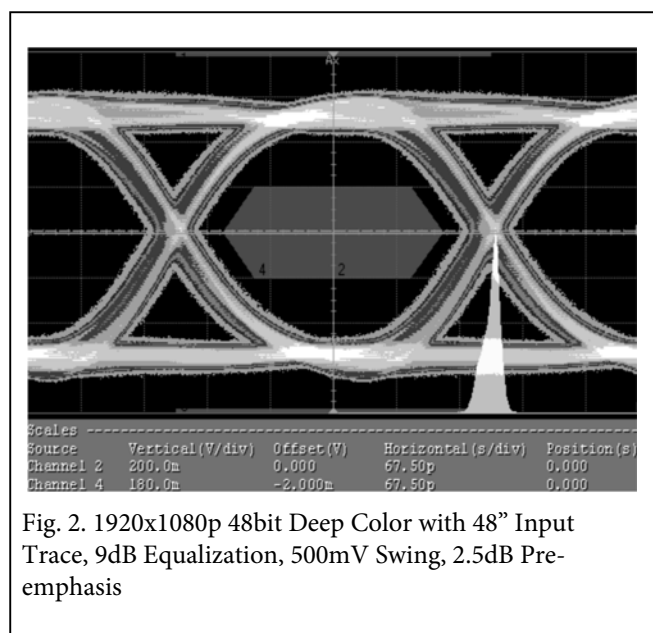 Ax
4 2
Scales
Source Vertical(V/div) Offset(V) Horizontal(s/div) Position(s)
Channel 2 200.0m 0.000 67.50p 0.000
Channel 4 180.0m -2.000m 67.50p 0.000
Fig. 2. 1920x1080p 48bit Deep Color with 48” Input
Trace, 9dB Equalization, 500mV Swing, 2.5dB Pre-
emphasis